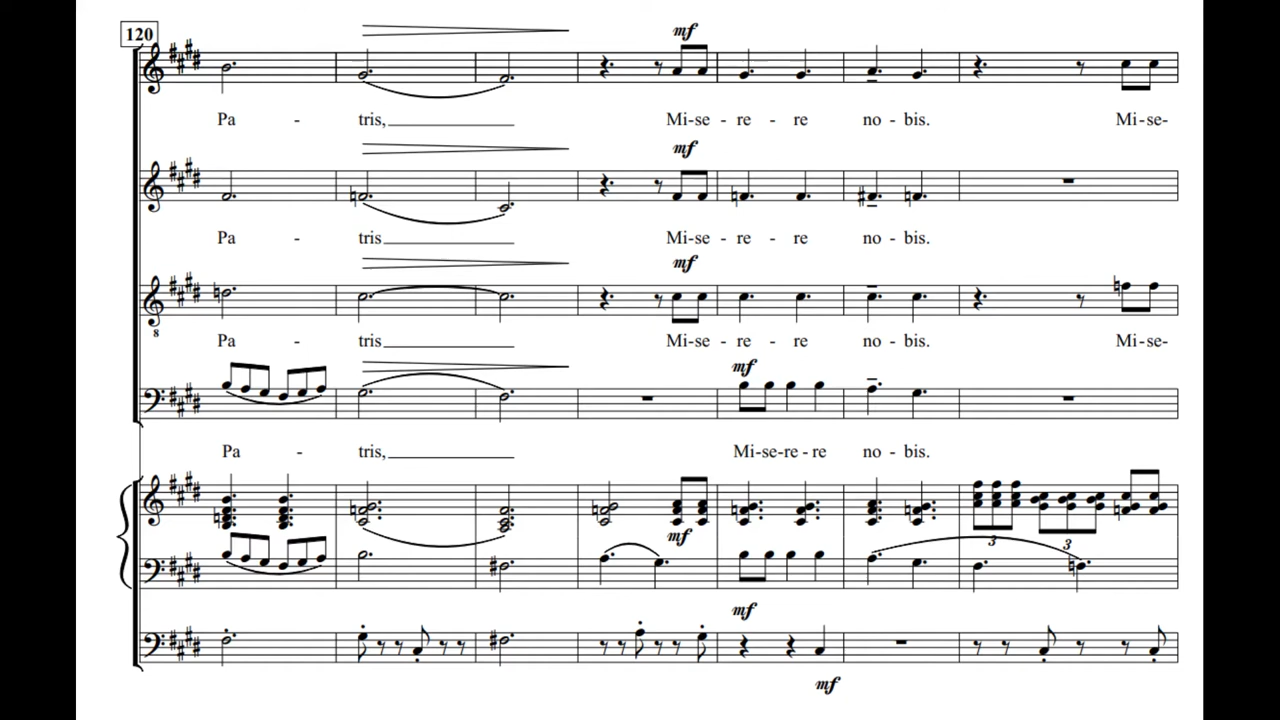 120
mf
Pa - tris, Mi-se - re - re no - bis. Mi-se-
mf
Pa - tris Mi-se - re - re no - bis.
mf
8
Pa - tris Mi-se - re - re no - bis. Mi-se-
mf
Pa - tris, Mi-se-re - re no - bis.
mf
3 3
mf
mf